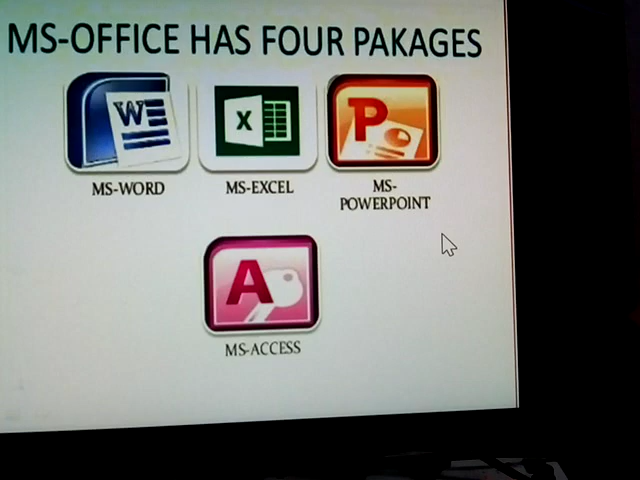 MS-OFFICE HAS FOUR PAKAGES
W
X
P
MS-WORD
MS-EXCEL
MS-
POWERPOINT
A
MS-ACCESS